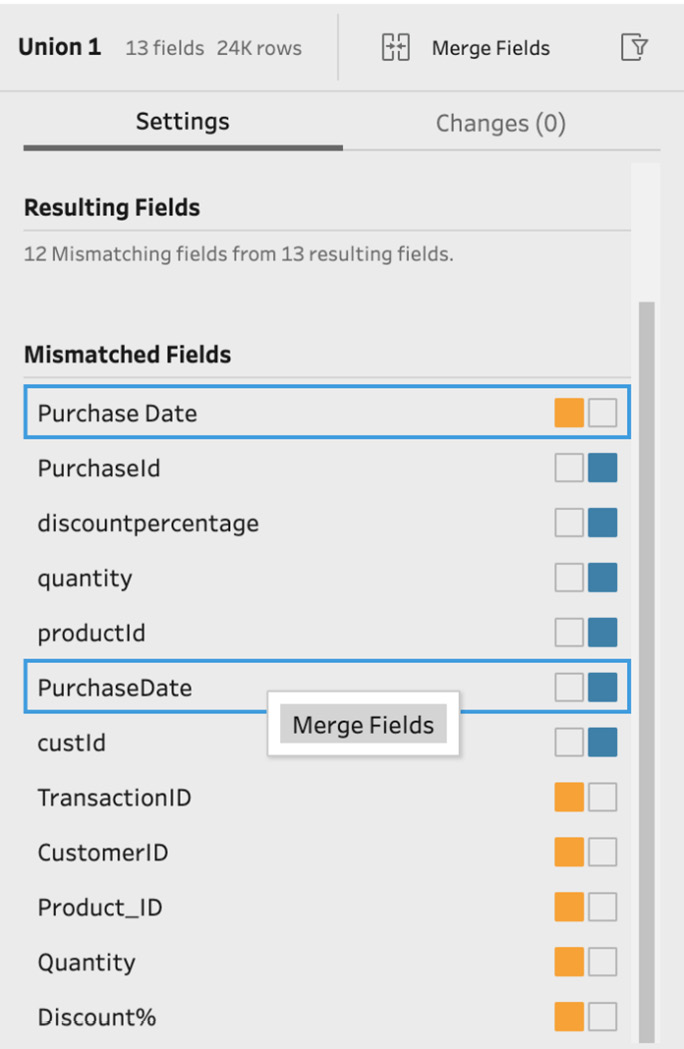 Union 1 13 fields 24K rows Merge Fields
Settings Changes (0)
Resulting Fields
12 Mismatching fields from 13 resulting fields.
Mismatched Fields
Purchase Date
PurchaseId
discountpercentage
quantity
productId
PurchaseDate
Merge Fields
custId
TransactionID
CustomerID
Product_ID
Quantity
Discount%